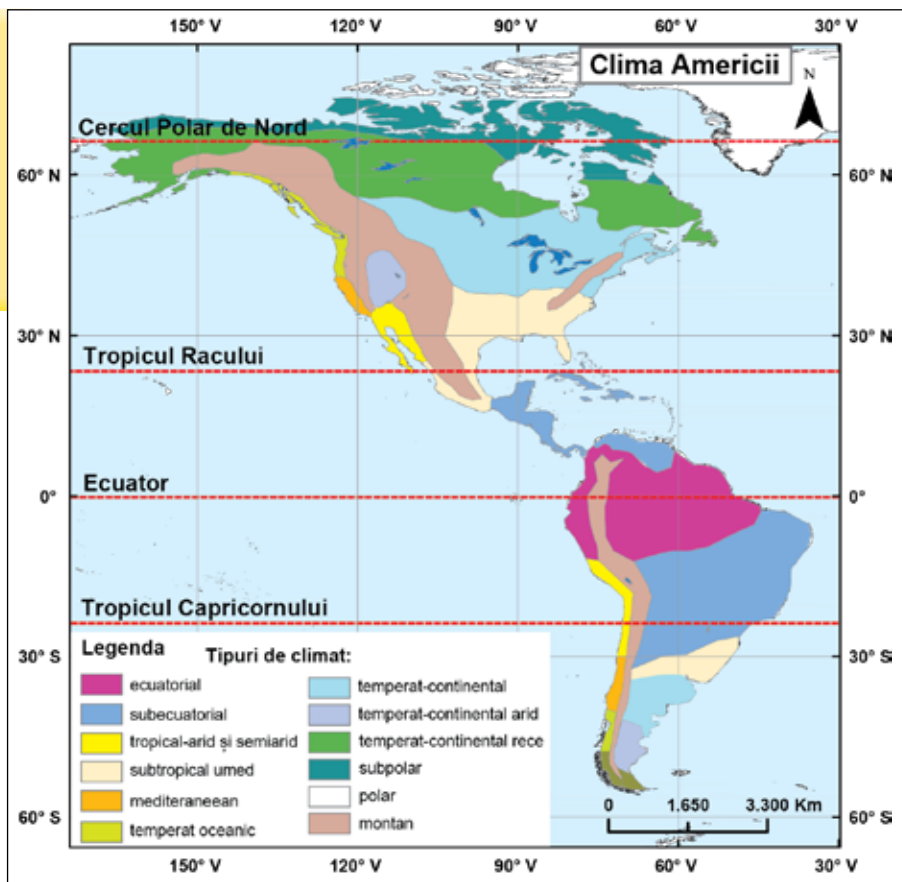 150° V 120° V 90° V 60° V 30° V
Clima Americii
N
Cercul Polar de Nord
60° N 60° N
30° N 30° N
Tropicul Racului
Ecuator
0° 0°
Tropicul Capricornului
30° S 30° S
Legenda
Tipuri de climat:
ecuatorial
subecuatorial
tropical-arid și semiarid
subtropical umed
mediteraneean
temperat oceanic
temperat-continental
temperat-continental arid
temperat-continental rece
subpolar
polar
montan
0 1.650 3.300 Km
60° S 60° S
150° V 120° V 90° V 60° V 30° V